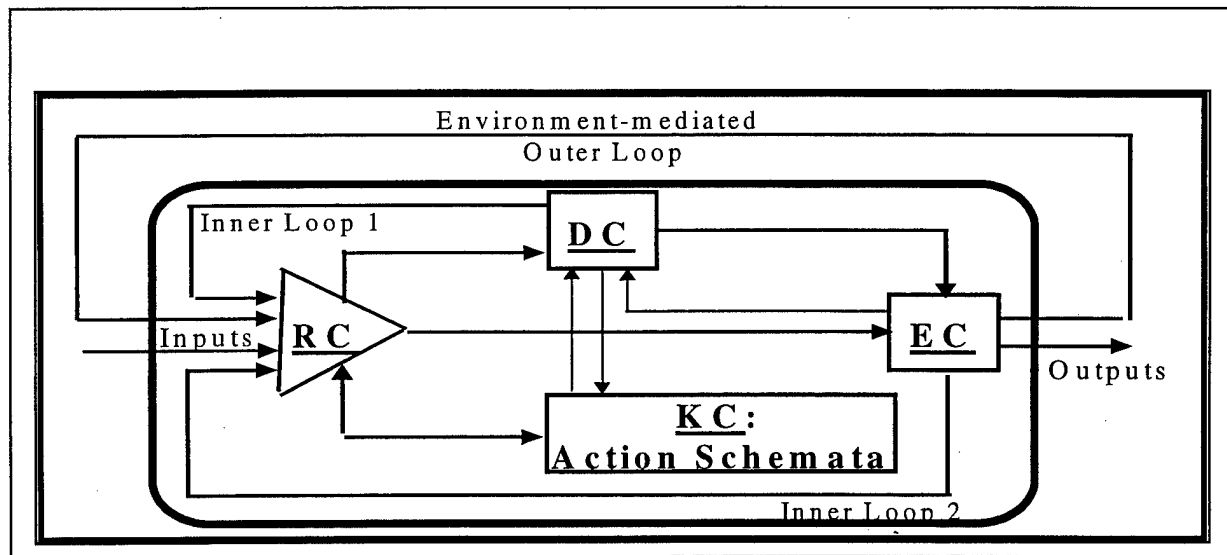 Environment-mediated
Outer Loop
Inner Loop 1
DC
Inputs
RC
EC
Outputs
KC:
Action Schemata
Inner Loop 2